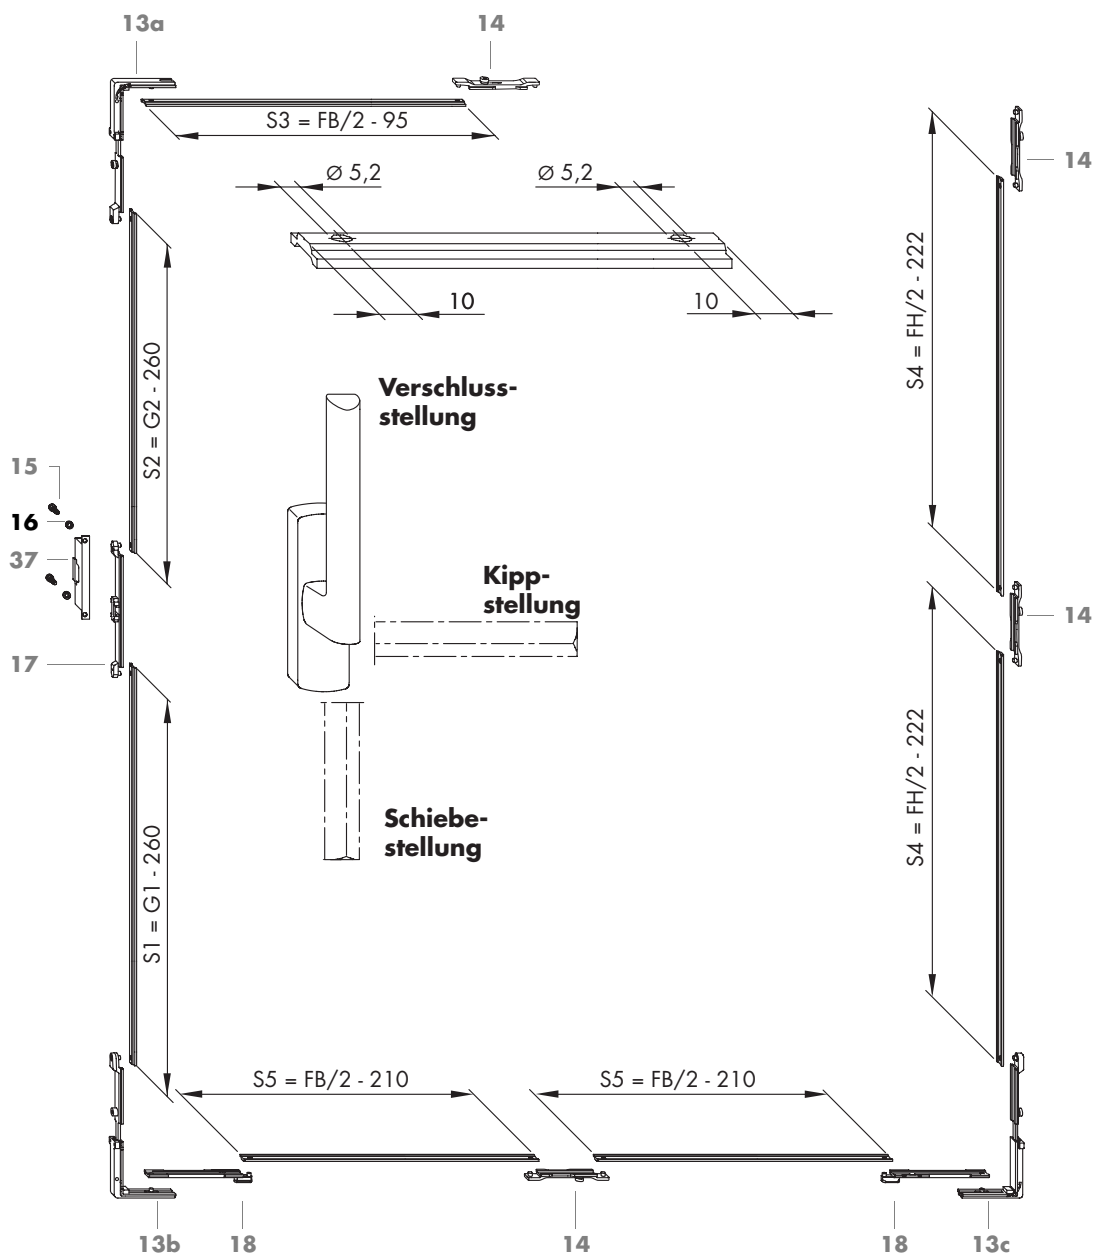 13a
14
S3 = FB/2 - 95
14
Ø 5,2
Ø 5,2
10
10
S4 = FH/2 - 222
S2 = G2 - 260
Verschluss-
stellung
15
16
37
Kipp-
stellung
14
17
S4 = FH/2 - 222
Schiebe-
stellung
S1 = G1 - 260
S5 = FB/2 - 210
S5 = FB/2 - 210
13b
18
14
18
13c